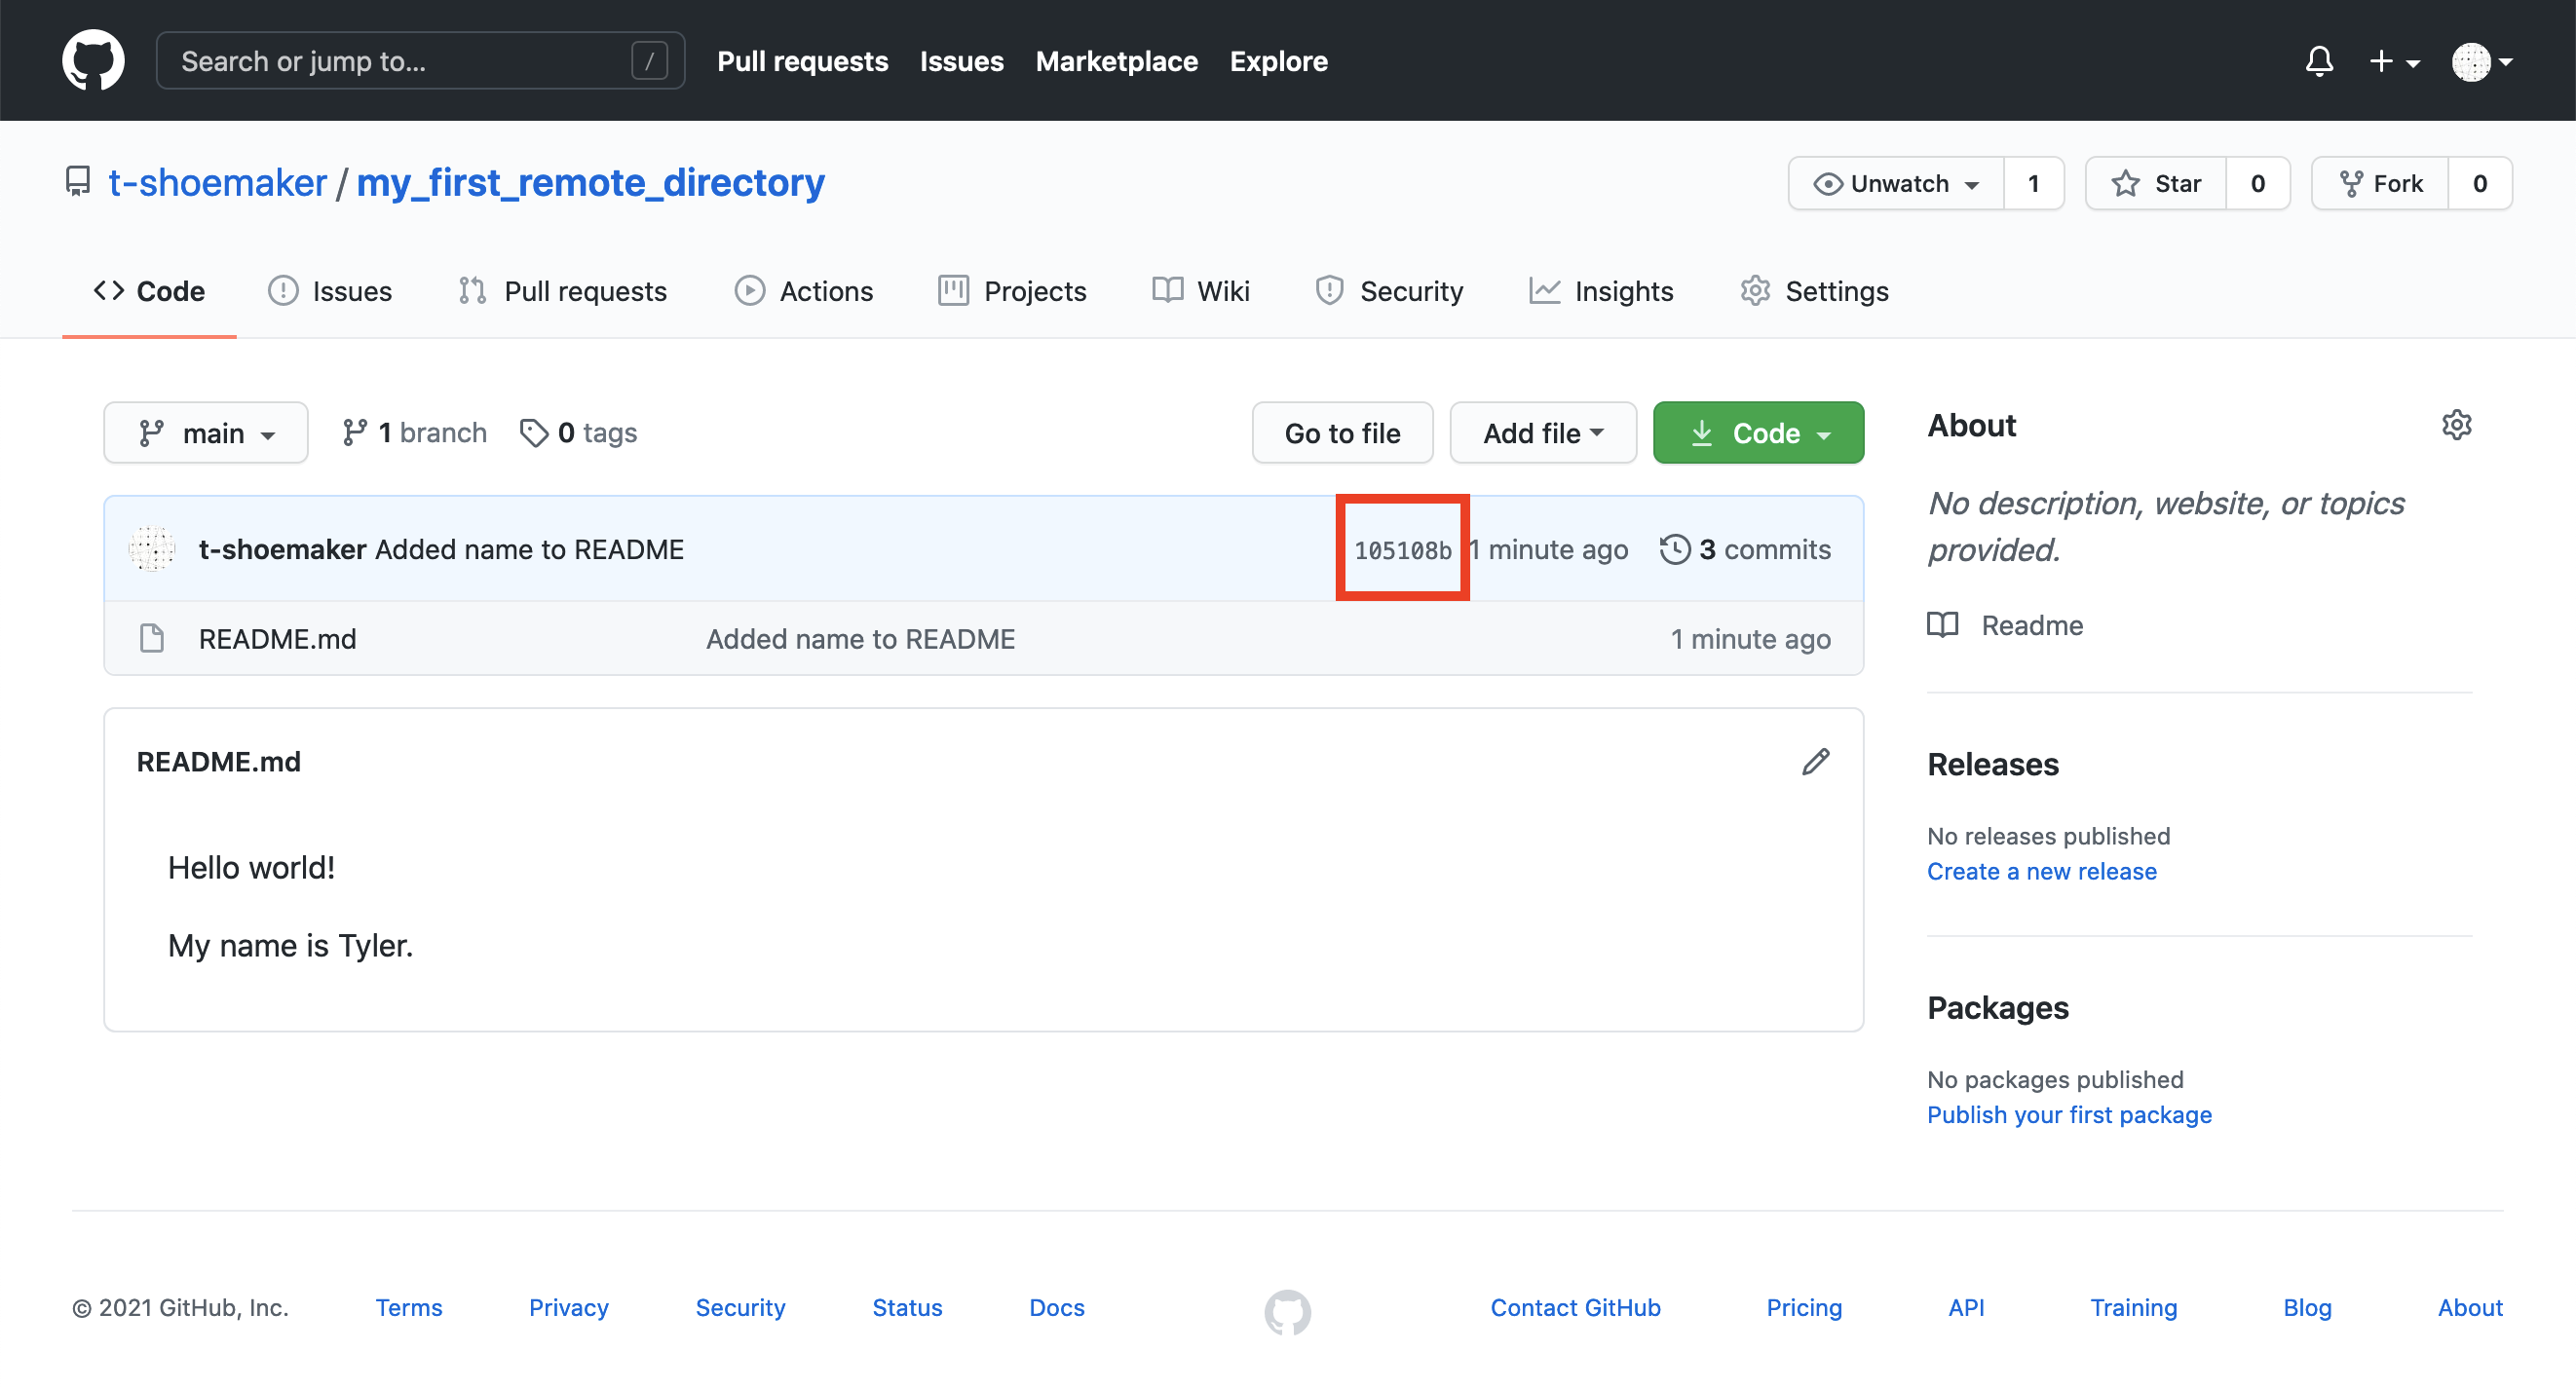 Search or jump to... /
Pull requests Issues Marketplace Explore
t-shoemaker / my_first_remote_directory
Unwatch 1 Star 0 Fork 0
Code Issues Pull requests Actions Projects Wiki Security Insights Settings
main 1 branch 0 tags Go to file Add file Code
t-shoemaker Added name to README 105108b 1 minute ago 3 commits
README.md Added name to README 1 minute ago
README.md
Hello world!
My name is Tyler.
About
No description, website, or topics
provided.
Readme
Releases
No releases published
Create a new release
Packages
No packages published
Publish your first package
© 2021 GitHub, Inc. Terms Privacy Security Status Docs Contact GitHub Pricing API Training Blog About